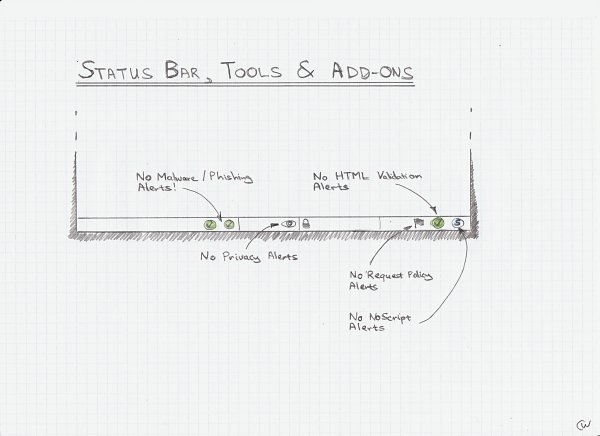 STATUS BAR, TOOLS & ADD-ONS
No Malware/Phishing
Alerts!
No HTML Validation
Alerts
No Privacy Alerts
No Request Policy
Alerts
No NoScript
Alerts
S
W